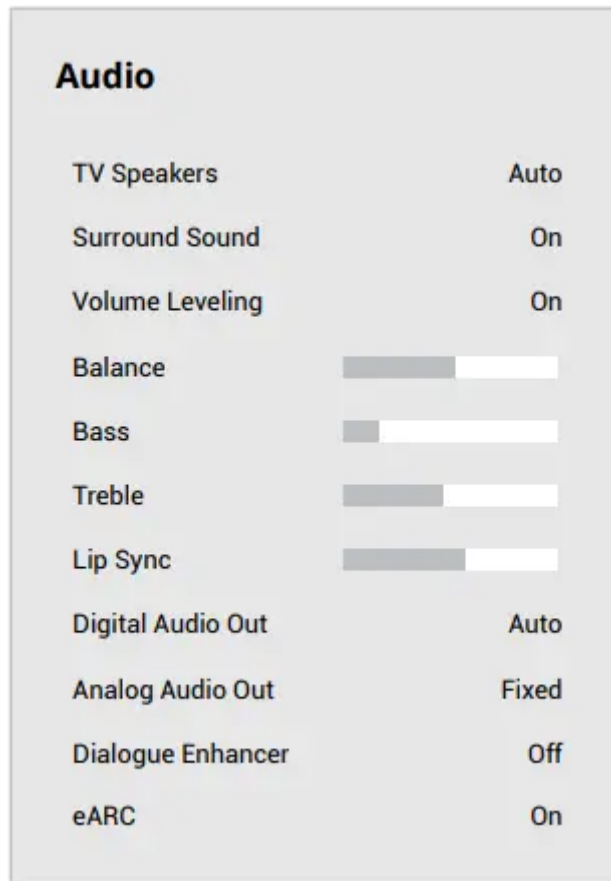 Audio
TV Speakers Auto
Surround Sound On
Volume Leveling On
Balance
Bass
Treble
Lip Sync
Digital Audio Out Auto
Analog Audio Out Fixed
Dialogue Enhancer Off
eARC On